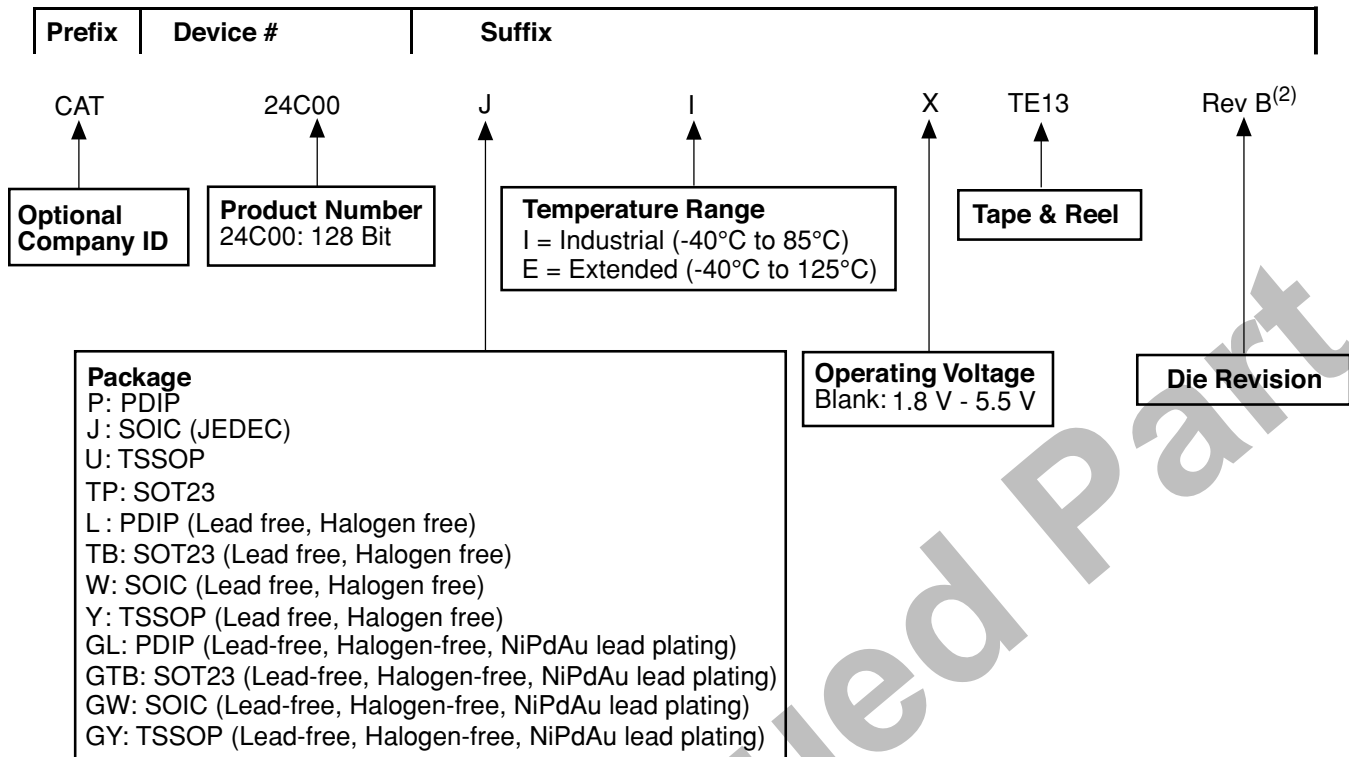 Prefix Device # Suffix
CAT 24C00 J I X TE13 Rev B(2)
Optional
Company ID
Product Number
24C00: 128 Bit
Temperature Range
I = Industrial (-40°C to 85°C)
E = Extended (-40°C to 125°C)
Tape & Reel
Package
P: PDIP
J : SOIC (JEDEC)
U: TSSOP
TP: SOT23
L : PDIP (Lead free, Halogen free)
TB: SOT23 (Lead free, Halogen free)
W: SOIC (Lead free, Halogen free)
Y: TSSOP (Lead free, Halogen free)
GL: PDIP (Lead-free, Halogen-free, NiPdAu lead plating)
GTB: SOT23 (Lead-free, Halogen-free, NiPdAu lead plating)
GW: SOIC (Lead-free, Halogen-free, NiPdAu lead plating)
GY: TSSOP (Lead-free, Halogen-free, NiPdAu lead plating)
Operating Voltage
Blank: 1.8 V - 5.5 V
Die Revision
ued Part